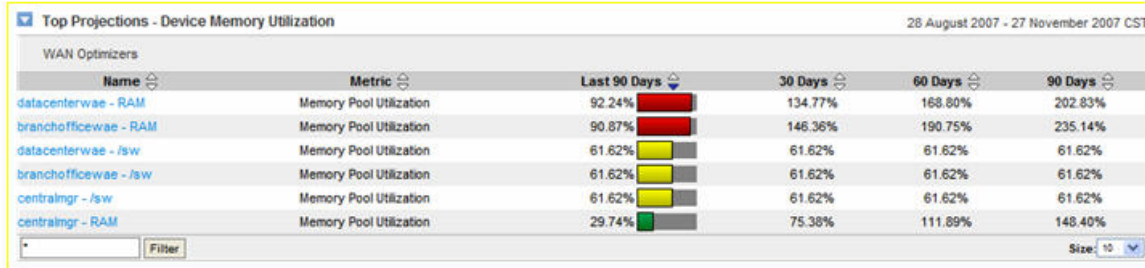 Top Projections - Device Memory Utilization 28 August 2007 - 27 November 2007 CST
WAN Optimizers
Name Metric Last 90 Days 30 Days 60 Days 90 Days
datacenterwae - RAM Memory Pool Utilization 92.24% 134.77% 168.80% 202.83%
branchofficewae - RAM Memory Pool Utilization 90.87% 146.36% 190.75% 235.14%
datacenterwae - /sw Memory Pool Utilization 61.62% 61.62% 61.62% 61.62%
branchofficewae - /sw Memory Pool Utilization 61.62% 61.62% 61.62% 61.62%
centralmgr - /sw Memory Pool Utilization 61.62% 61.62% 61.62% 61.62%
centralmgr - RAM Memory Pool Utilization 29.74% 75.38% 111.89% 148.40%
* Filter Size: 10